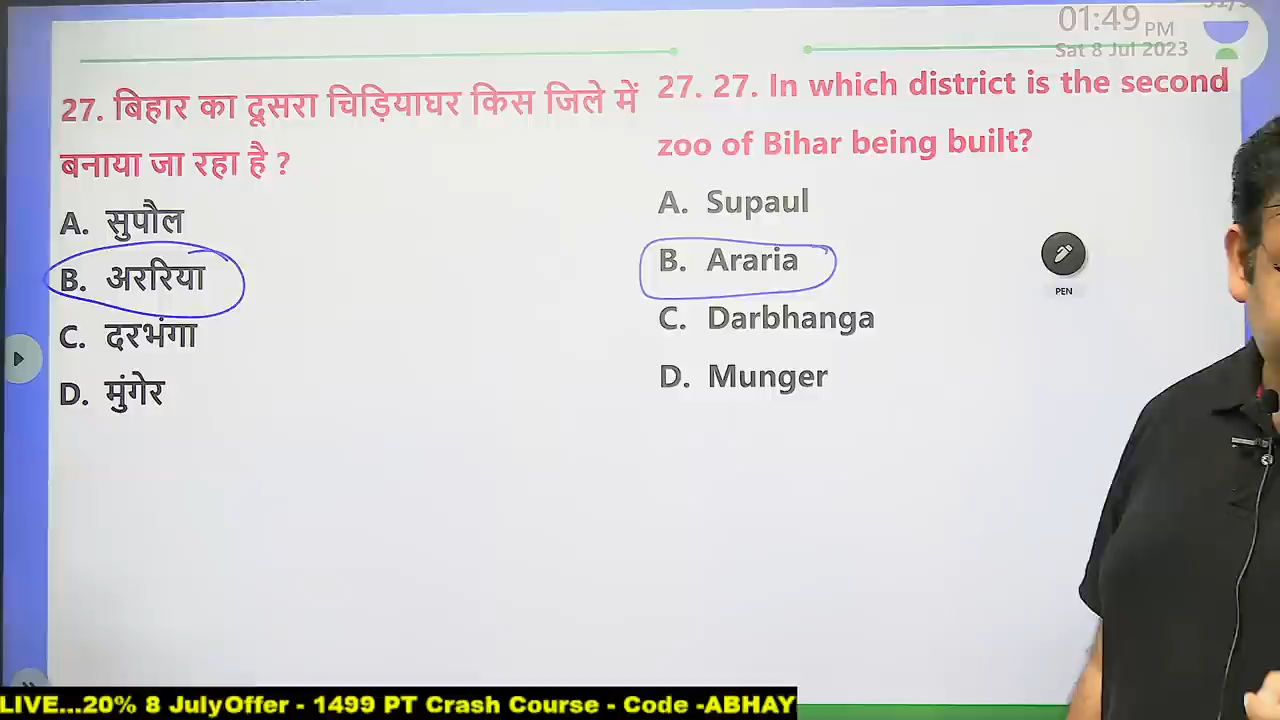 01:49 PM
Sat 8 Jul 2023
27. बिहार का दूसरा चिड़ियाघर किस जिले में
बनाया जा रहा है ?
A. सुपौल
B. अररिया
C. दरभंगा
D. मुंगेर
27. 27. In which district is the second
zoo of Bihar being built?
A. Supaul
B. Araria
C. Darbhanga
D. Munger
PEN
LIVE...20% 8 JulyOffer - 1499 PT Crash Course - Code -ABHAY